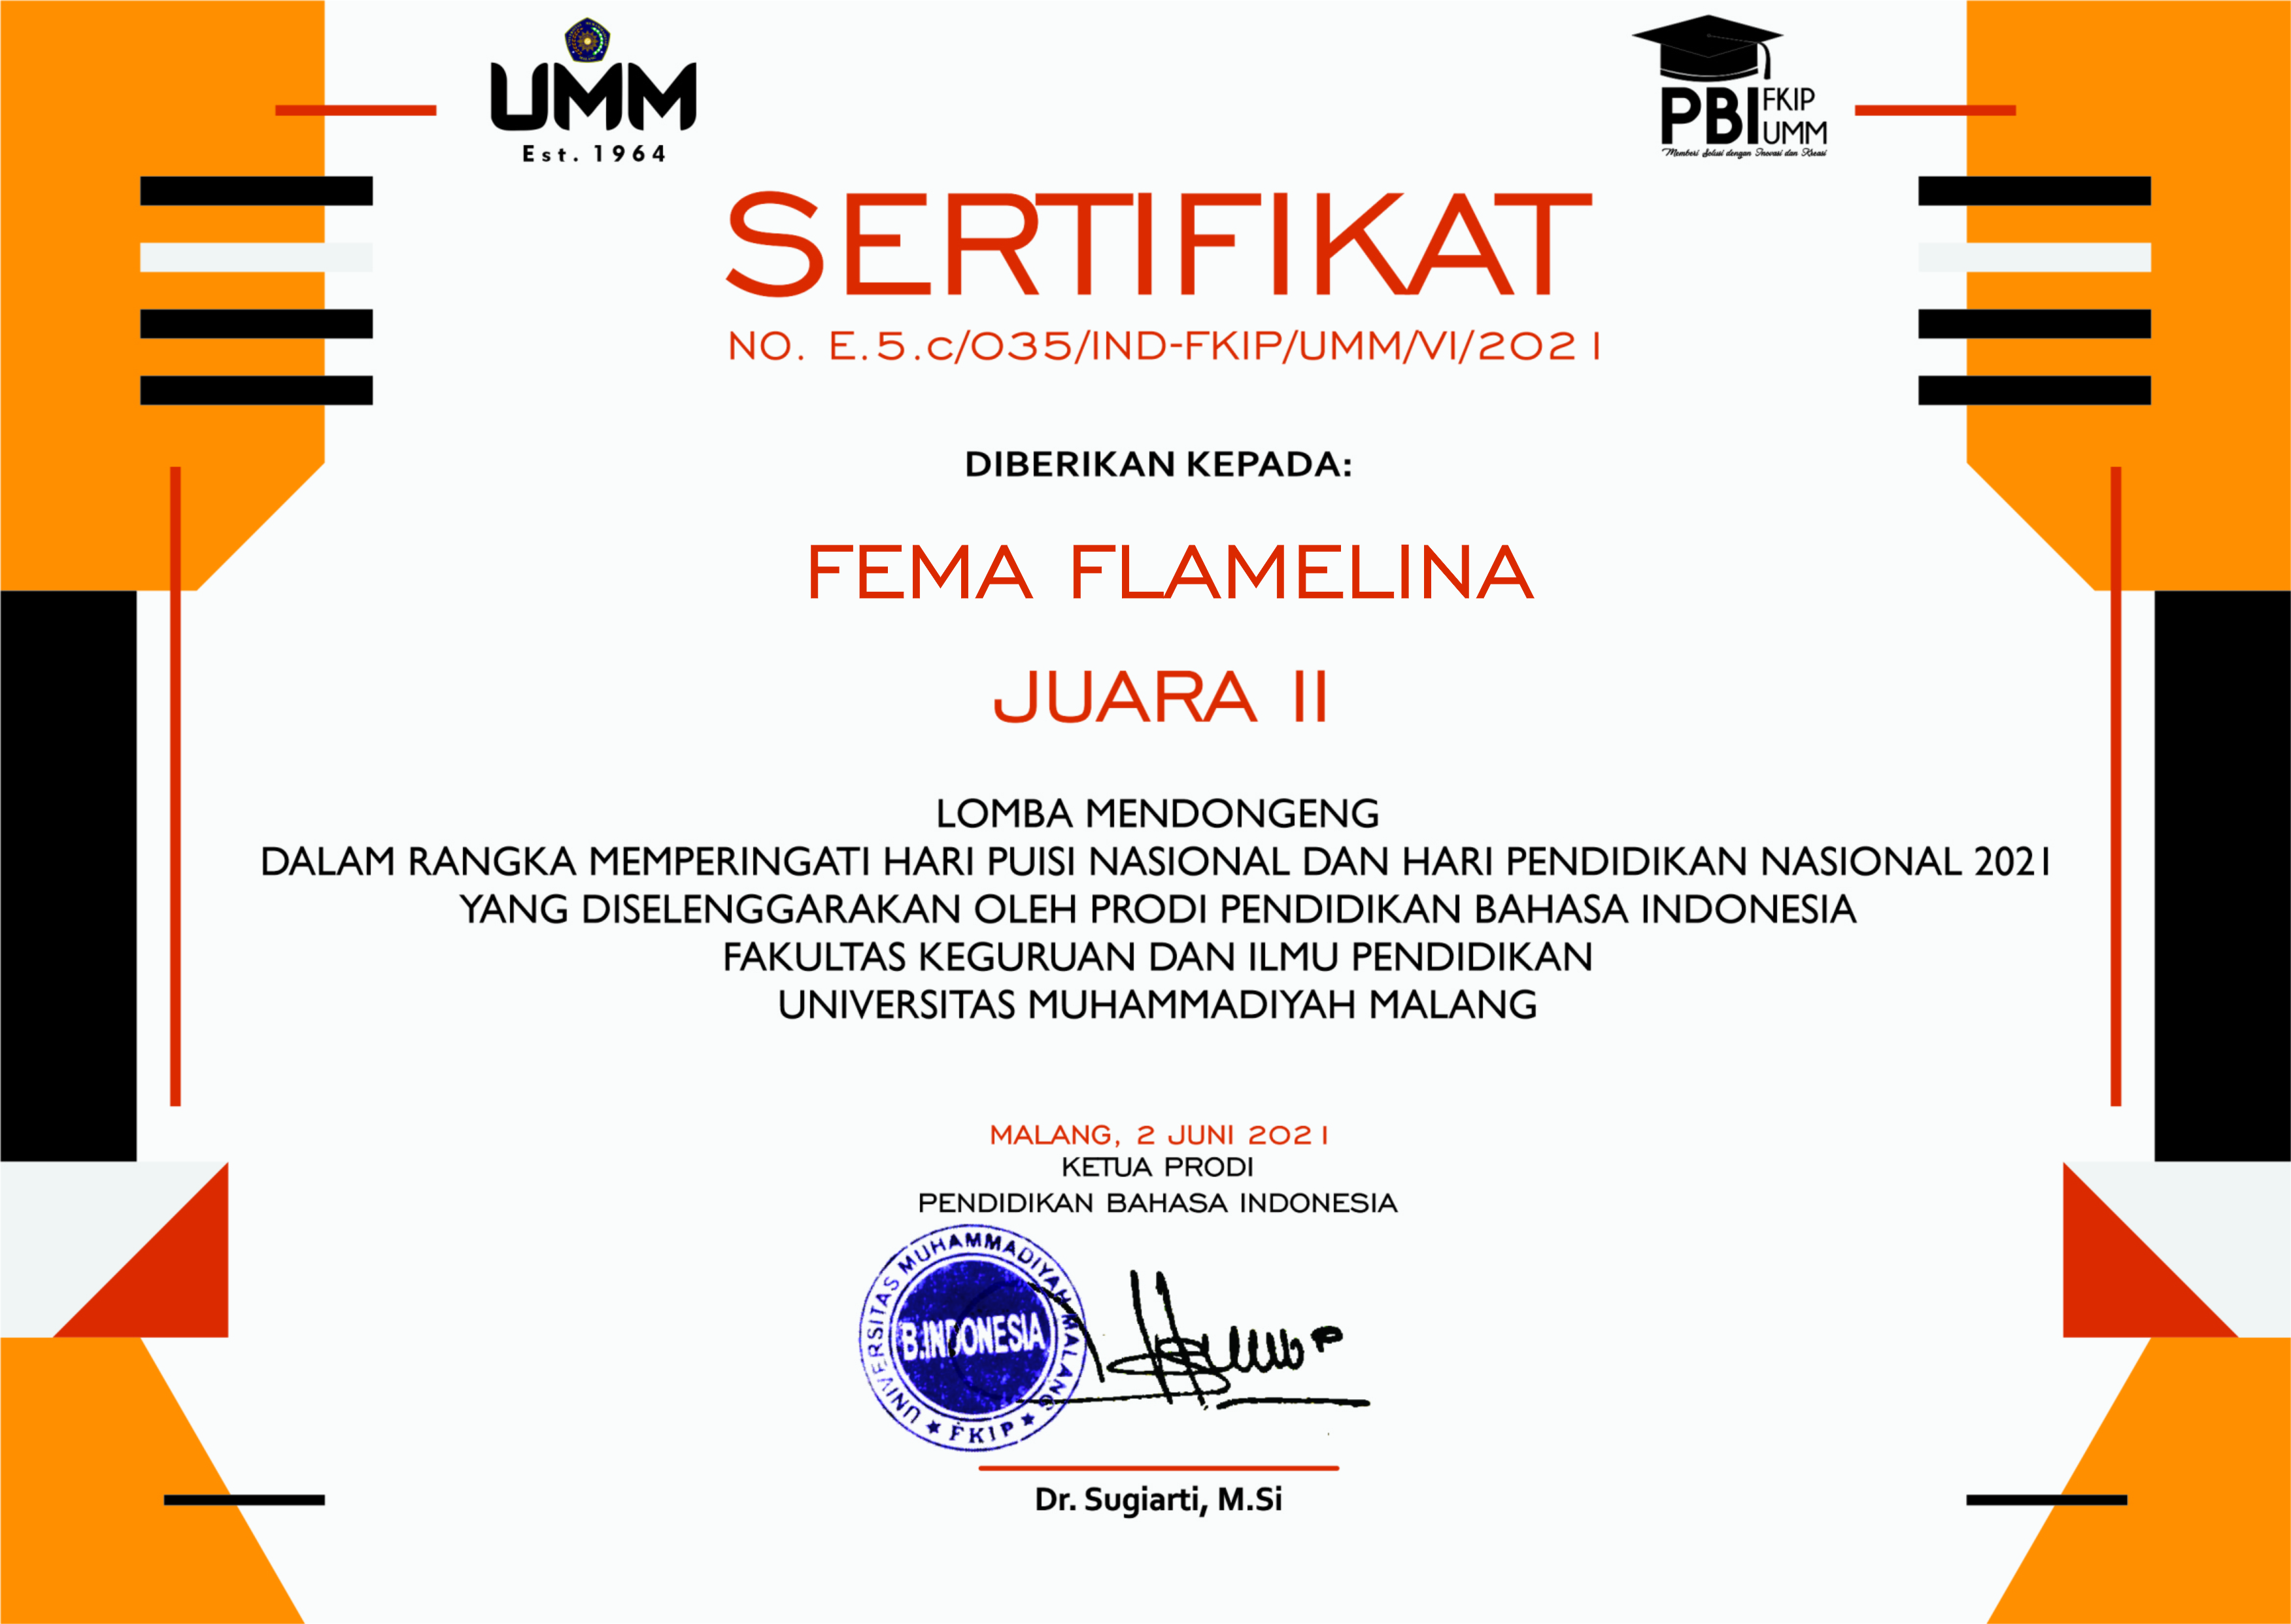 UMM
Est. 1964
PBI FKIP
UMM
Memberi Solusi dengan Inovasi dan Kreasi
SERTIFIKAT
NO. E.5.c/035/IND-FKIP/UMM/VI/2021
DIBERIKAN KEPADA:
FEMA FLAMELINA
JUARA II
LOMBA MENDONGENG
DALAM RANGKA MEMPERINGATI HARI PUISI NASIONAL DAN HARI PENDIDIKAN NASIONAL 2021
YANG DISELENGGARAKAN OLEH PRODI PENDIDIKAN BAHASA INDONESIA
FAKULTAS KEGURUAN DAN ILMU PENDIDIKAN
UNIVERSITAS MUHAMMADIYAH MALANG
MALANG, 2 JUNI 2021
KETUA PRODI
PENDIDIKAN BAHASA INDONESIA
UNIVERSITAS MUHAMMADIYAH MALANG
B.INDONESIA
★ FKIP ★
Dr. Sugiarti, M.Si